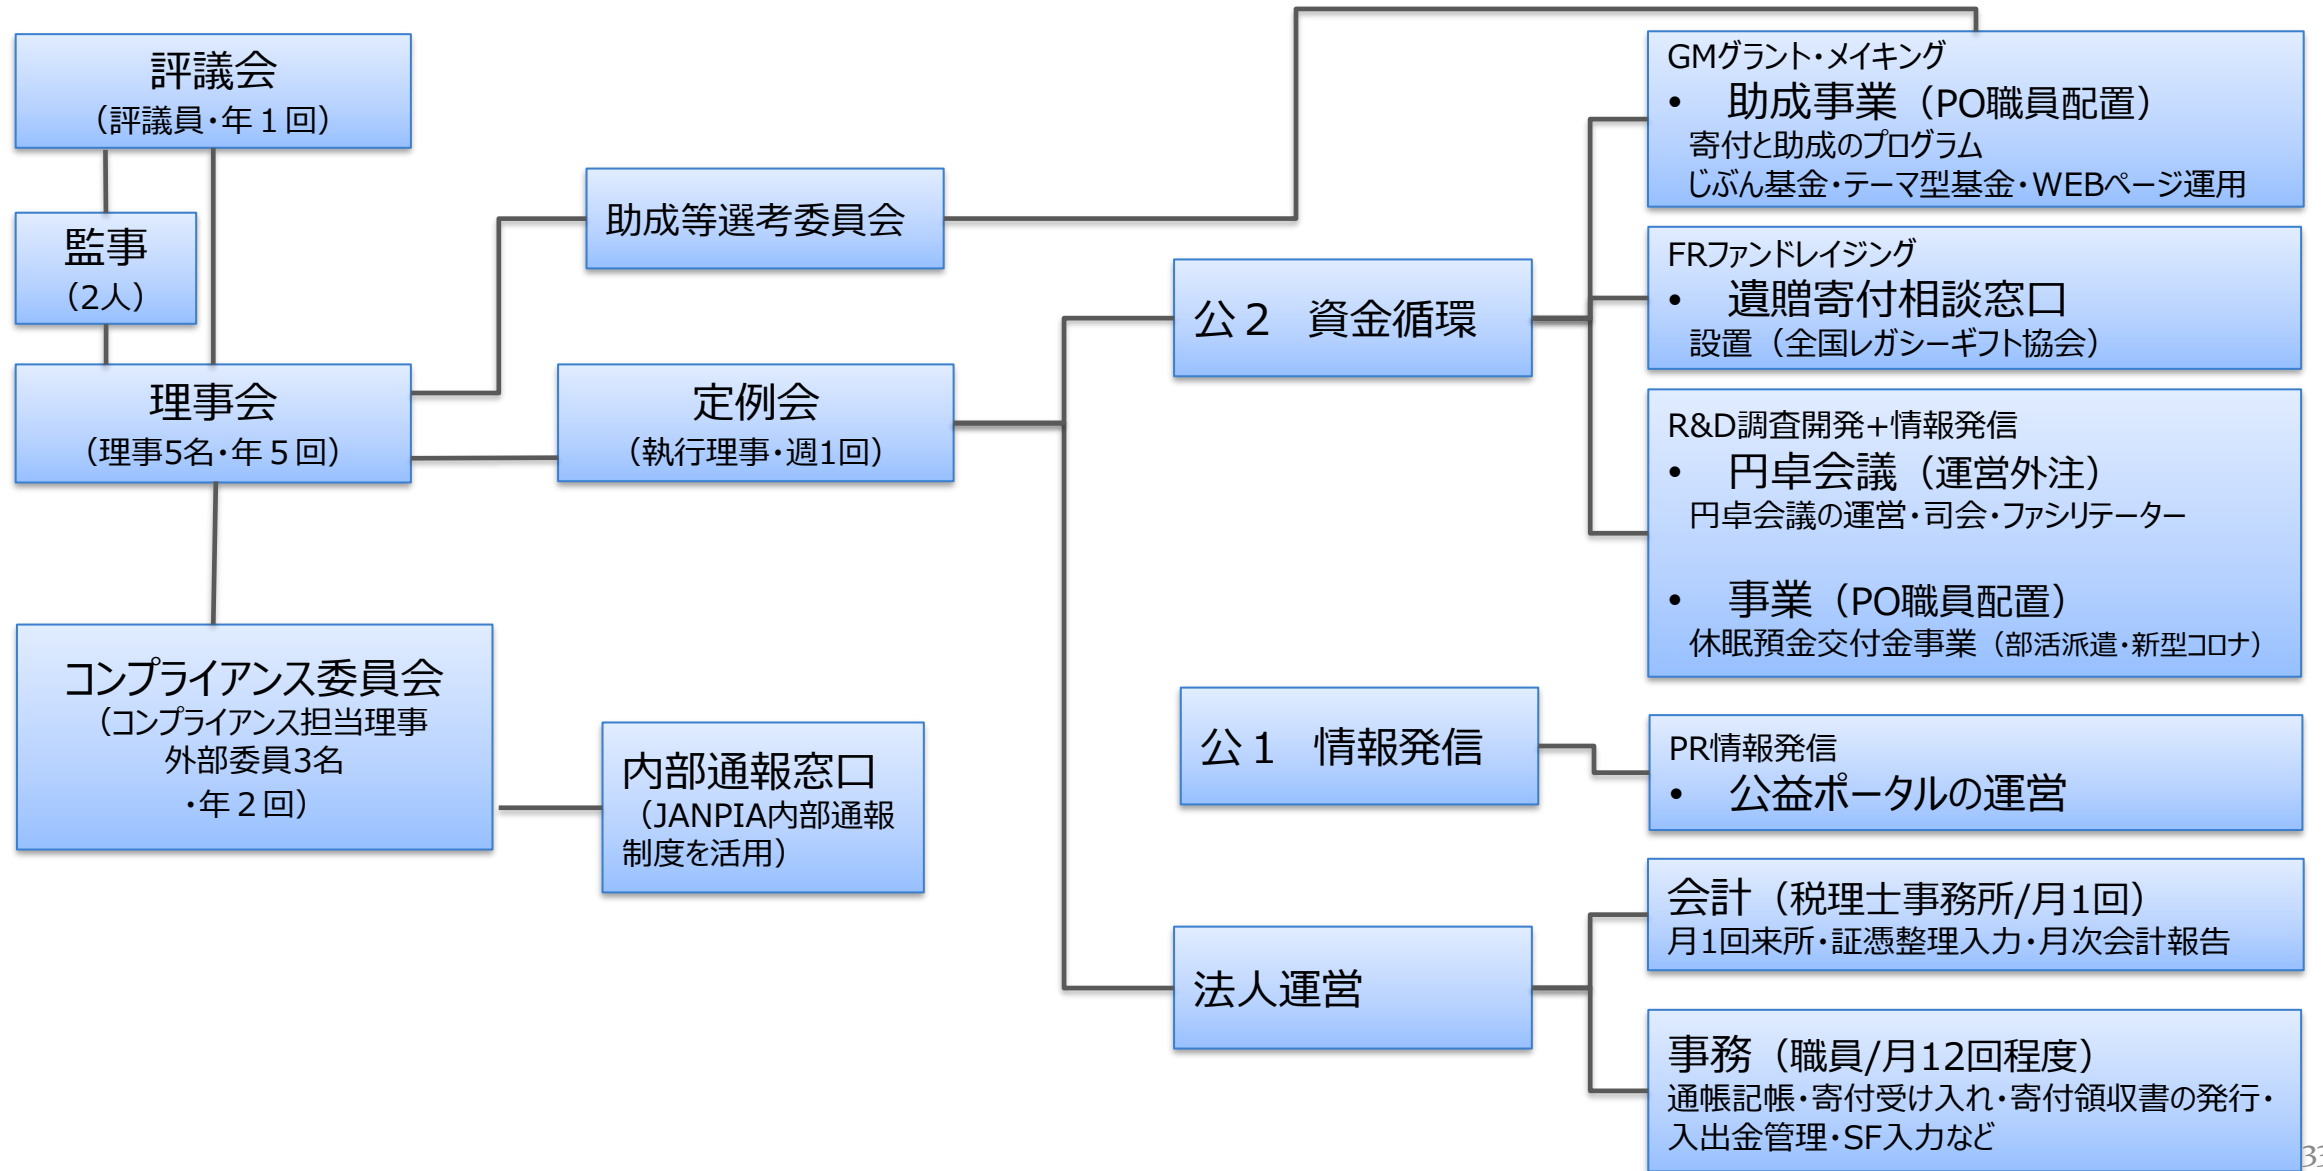 評議会
（評議員・年１回）
監事
（2人）
理事会
（理事5名・年５回）
コンプライアンス委員会
（コンプライアンス担当理事
外部委員3名
・年２回）
助成等選考委員会
定例会
（執行理事・週1回）
内部通報窓口
（JANPIA内部通報
制度を活用）
公２　資金循環
公１　情報発信
法人運営
GMグラント・メイキング
• 助成事業（PO職員配置）
寄付と助成のプログラム
じぶん基金・テーマ型基金・WEBページ運用
FRファンドレイジング
• 遺贈寄付相談窓口
設置（全国レガシーギフト協会）
R&D調査開発+情報発信
• 円卓会議（運営外注）
円卓会議の運営・司会・ファシリテーター
• 事業（PO職員配置）
休眠預金交付金事業（部活派遣・新型コロナ）
PR情報発信
• 公益ポータルの運営
会計（税理士事務所/月1回）
月1回来所・証憑整理入力・月次会計報告
事務（職員/月12回程度）
通帳記帳・寄付受け入れ・寄付領収書の発行・
入出金管理・SF入力など